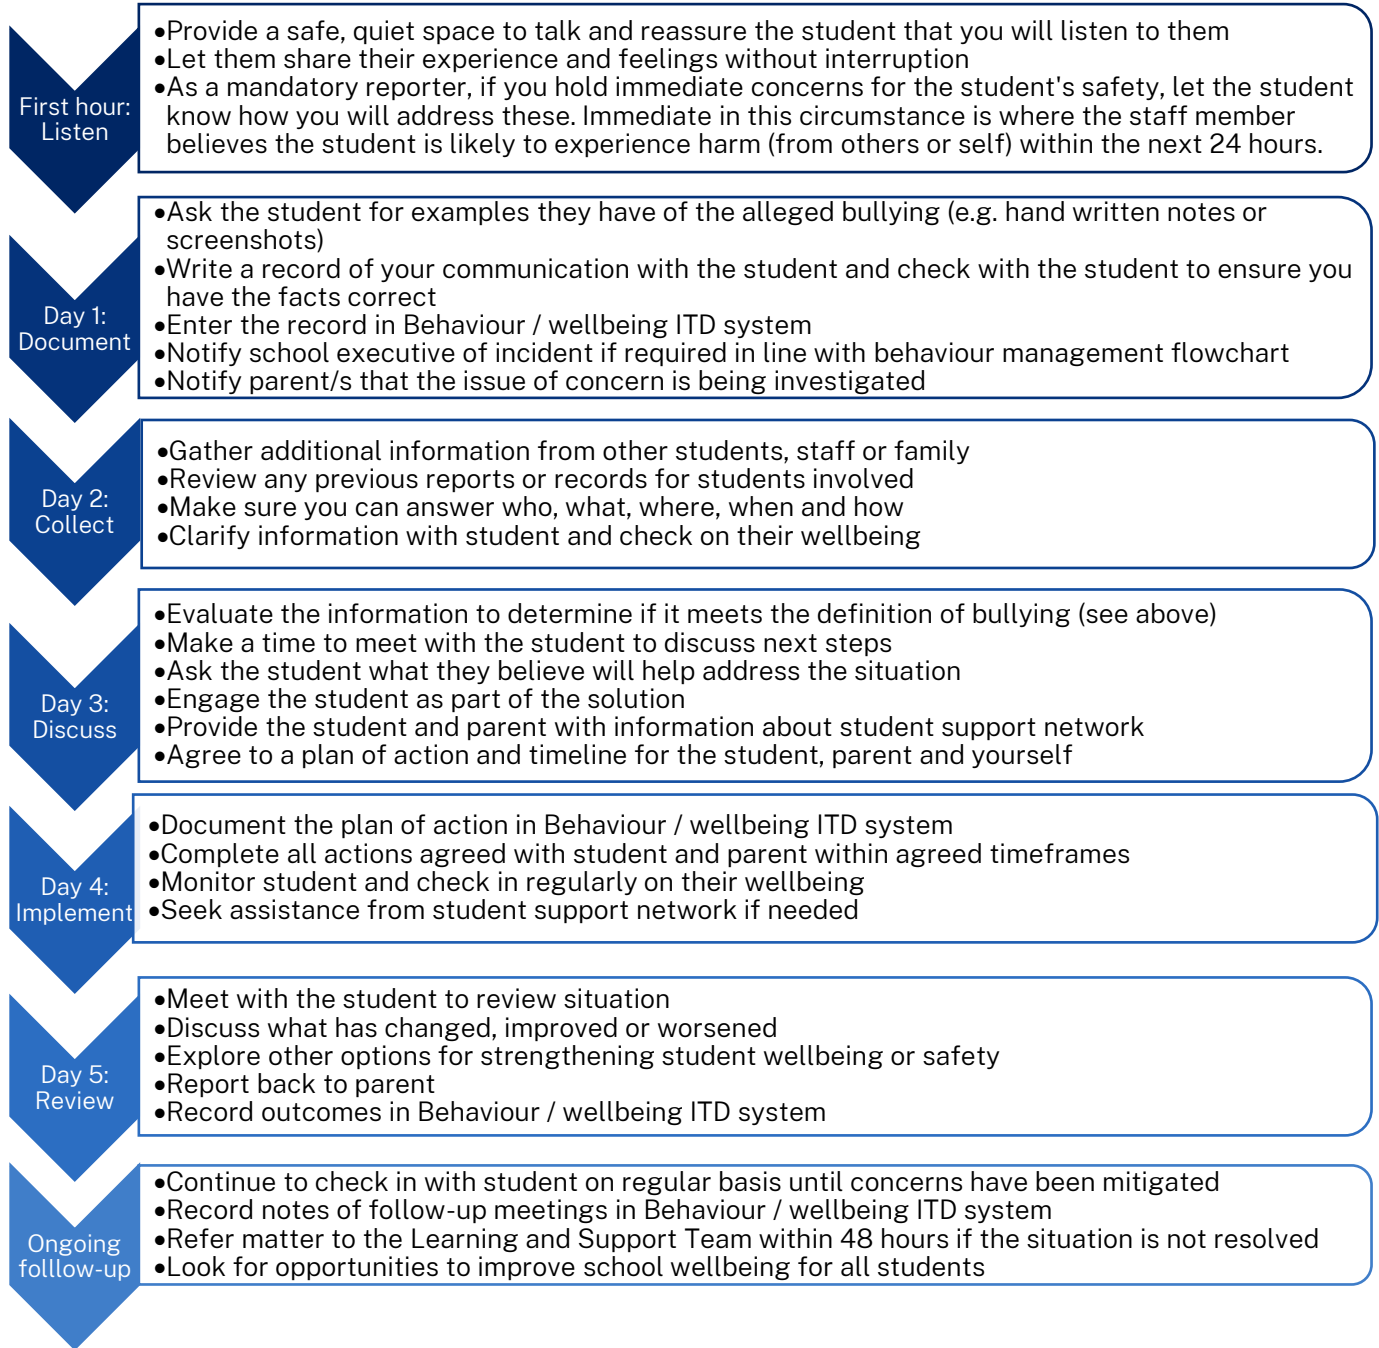 First hour:
Listen
•Provide a safe, quiet space to talk and reassure the student that you will listen to them
•Let them share their experience and feelings without interruption
•As a mandatory reporter, if you hold immediate concerns for the student's safety, let the student
know how you will address these. Immediate in this circumstance is where the staff member
believes the student is likely to experience harm (from others or self) within the next 24 hours.
Day 1:
Document
•Ask the student for examples they have of the alleged bullying (e.g. hand written notes or
screenshots)
•Write a record of your communication with the student and check with the student to ensure you
have the facts correct
•Enter the record in Behaviour / wellbeing ITD system
•Notify school executive of incident if required in line with behaviour management flowchart
•Notify parent/s that the issue of concern is being investigated
Day 2:
Collect
•Gather additional information from other students, staff or family
•Review any previous reports or records for students involved
•Make sure you can answer who, what, where, when and how
•Clarify information with student and check on their wellbeing
Day 3:
Discuss
•Evaluate the information to determine if it meets the definition of bullying (see above)
•Make a time to meet with the student to discuss next steps
•Ask the student what they believe will help address the situation
•Engage the student as part of the solution
•Provide the student and parent with information about student support network
•Agree to a plan of action and timeline for the student, parent and yourself
Day 4:
Implement
•Document the plan of action in Behaviour / wellbeing ITD system
•Complete all actions agreed with student and parent within agreed timeframes
•Monitor student and check in regularly on their wellbeing
•Seek assistance from student support network if needed
Day 5:
Review
•Meet with the student to review situation
•Discuss what has changed, improved or worsened
•Explore other options for strengthening student wellbeing or safety
•Report back to parent
•Record outcomes in Behaviour / wellbeing ITD system
Ongoing
folllow-up
•Continue to check in with student on regular basis until concerns have been mitigated
•Record notes of follow-up meetings in Behaviour / wellbeing ITD system
•Refer matter to the Learning and Support Team within 48 hours if the situation is not resolved
•Look for opportunities to improve school wellbeing for all students